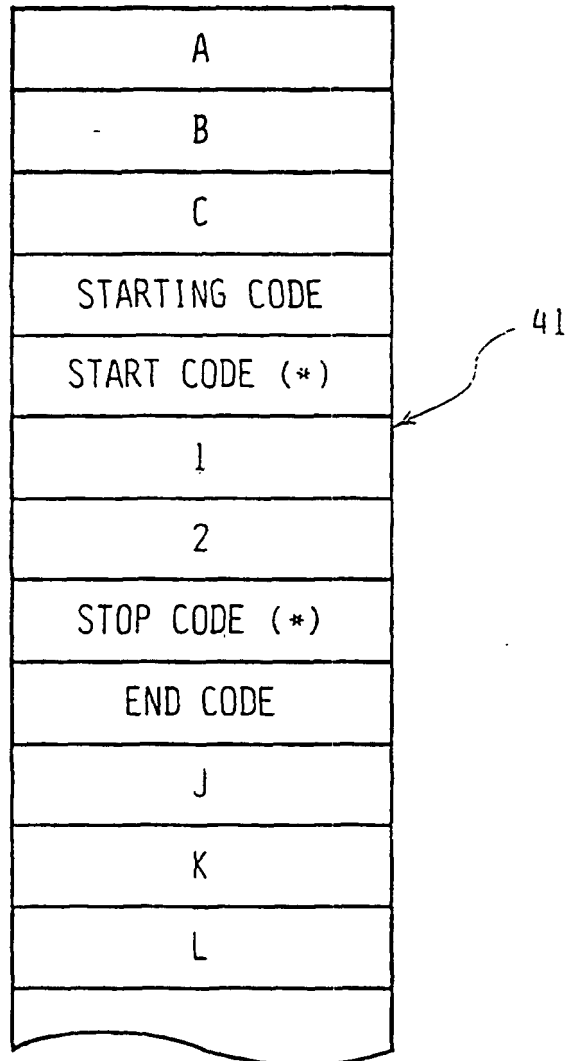 A
B
C
STARTING CODE
START CODE (*)
41
1
2
STOP CODE (*)
END CODE
J
K
L